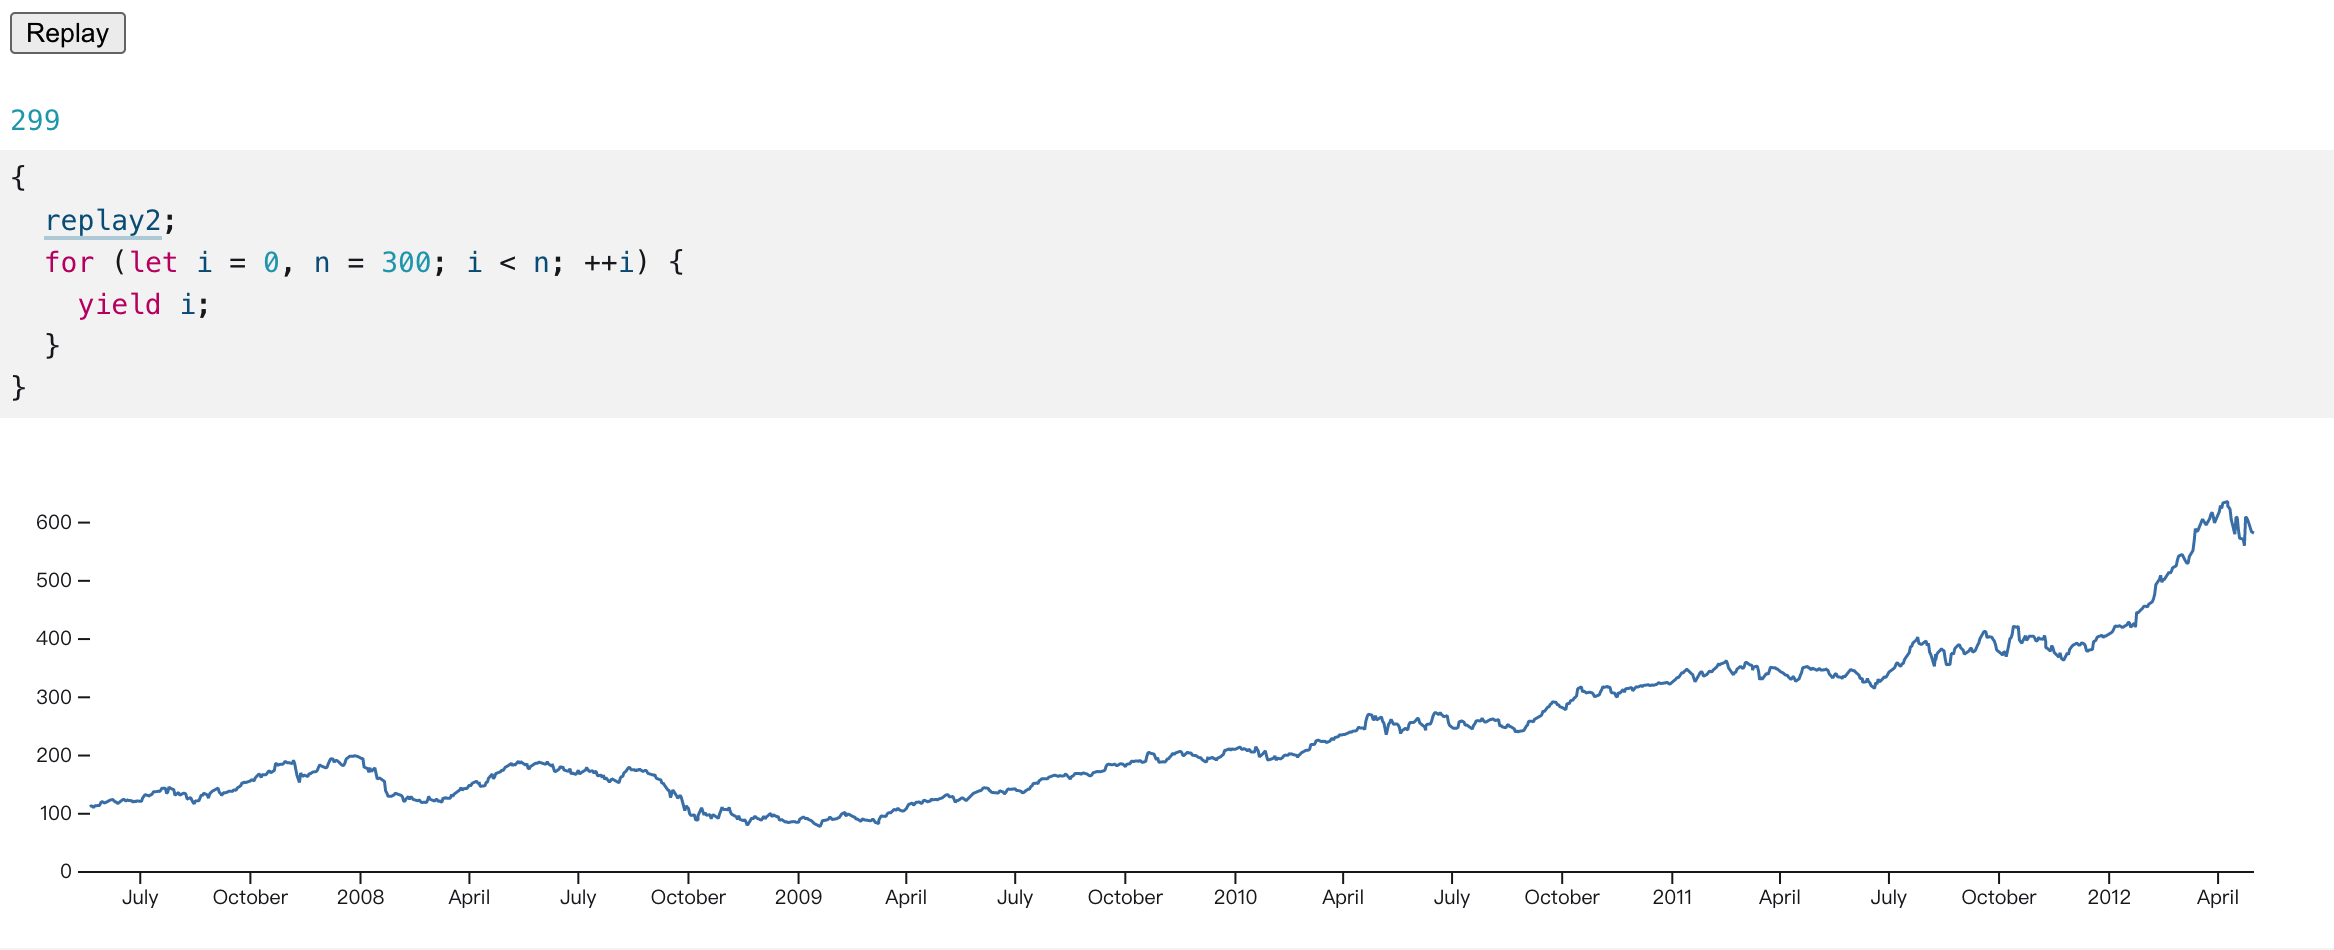 Replay
299
{
  replay2;
  for (let i = 0, n = 300; i < n; ++i) {
    yield i;
  }
}
600
500
400
300
200
100
0
July October 2008 April July October 2009 April July October 2010 April July October 2011 April July October 2012 April